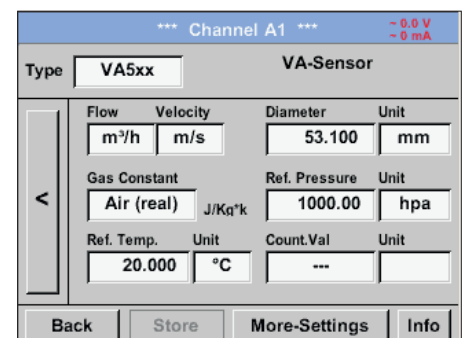 *** Channel A1 ***
~ 0.0 V
~ 0 mA
Type VA5xx VA-Sensor
Flow Velocity Diameter Unit
m³/h m/s 53.100 mm
Gas Constant Ref. Pressure Unit
< Air (real) J/Kg*k 1000.00 hpa
Ref. Temp. Unit Count.Val Unit
20.000 °C ---
Back Store More-Settings Info